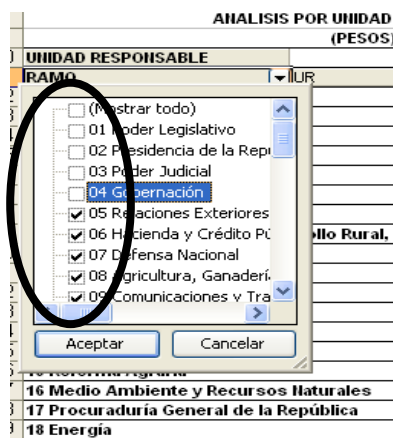 ANALISIS POR UNIDAD
(PESOS)
UNIDAD RESPONSABLE
RAMO UR
(Mostrar todo)
01 Poder Legislativo
02 Presidencia de la Repu
03 Poder Judicial
04 Gobernación
05 Relaciones Exteriores
06 Hacienda y Crédito Pú
ollo Rural,
07 Defensa Nacional
08 Agricultura, Ganaderí
09 Comunicaciones y Tra
Aceptar Cancelar
16 Medio Ambiente y Recursos Naturales
17 Procuraduría General de la República
18 Energía